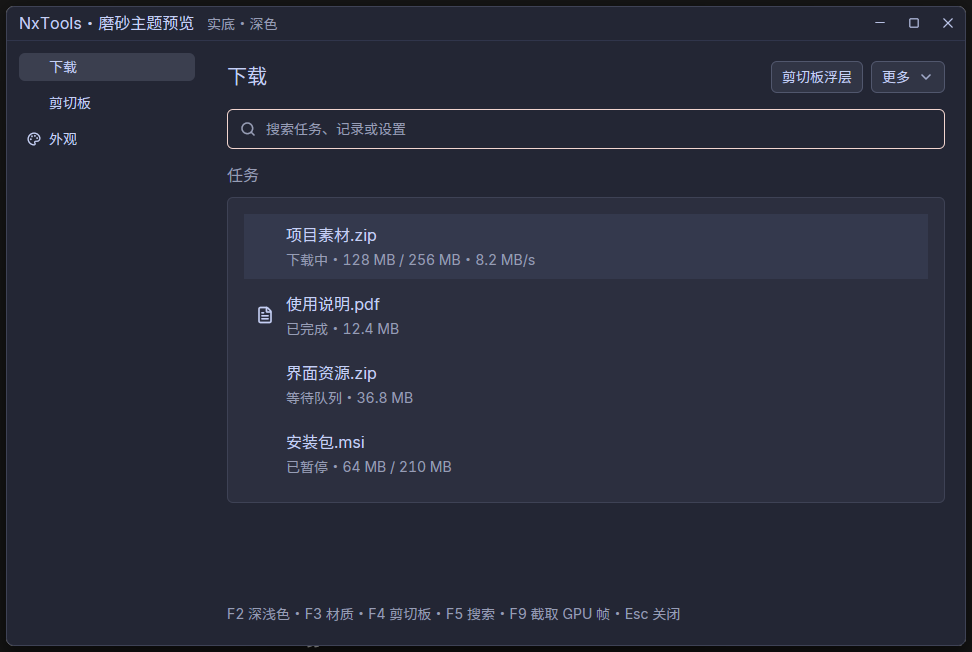 NxTools・磨砂主题预览 实底・深色
下载
剪切板
外观
下载
剪切板浮层
更多
搜索任务、记录或设置
任务
项目素材.zip
下载中・128 MB / 256 MB・8.2 MB/s
使用说明.pdf
已完成・12.4 MB
界面资源.zip
等待队列・36.8 MB
安装包.msi
已暂停・64 MB / 210 MB
F2 深浅色・F3 材质・F4 剪切板・F5 搜索・F9 截取 GPU 帧・Esc 关闭